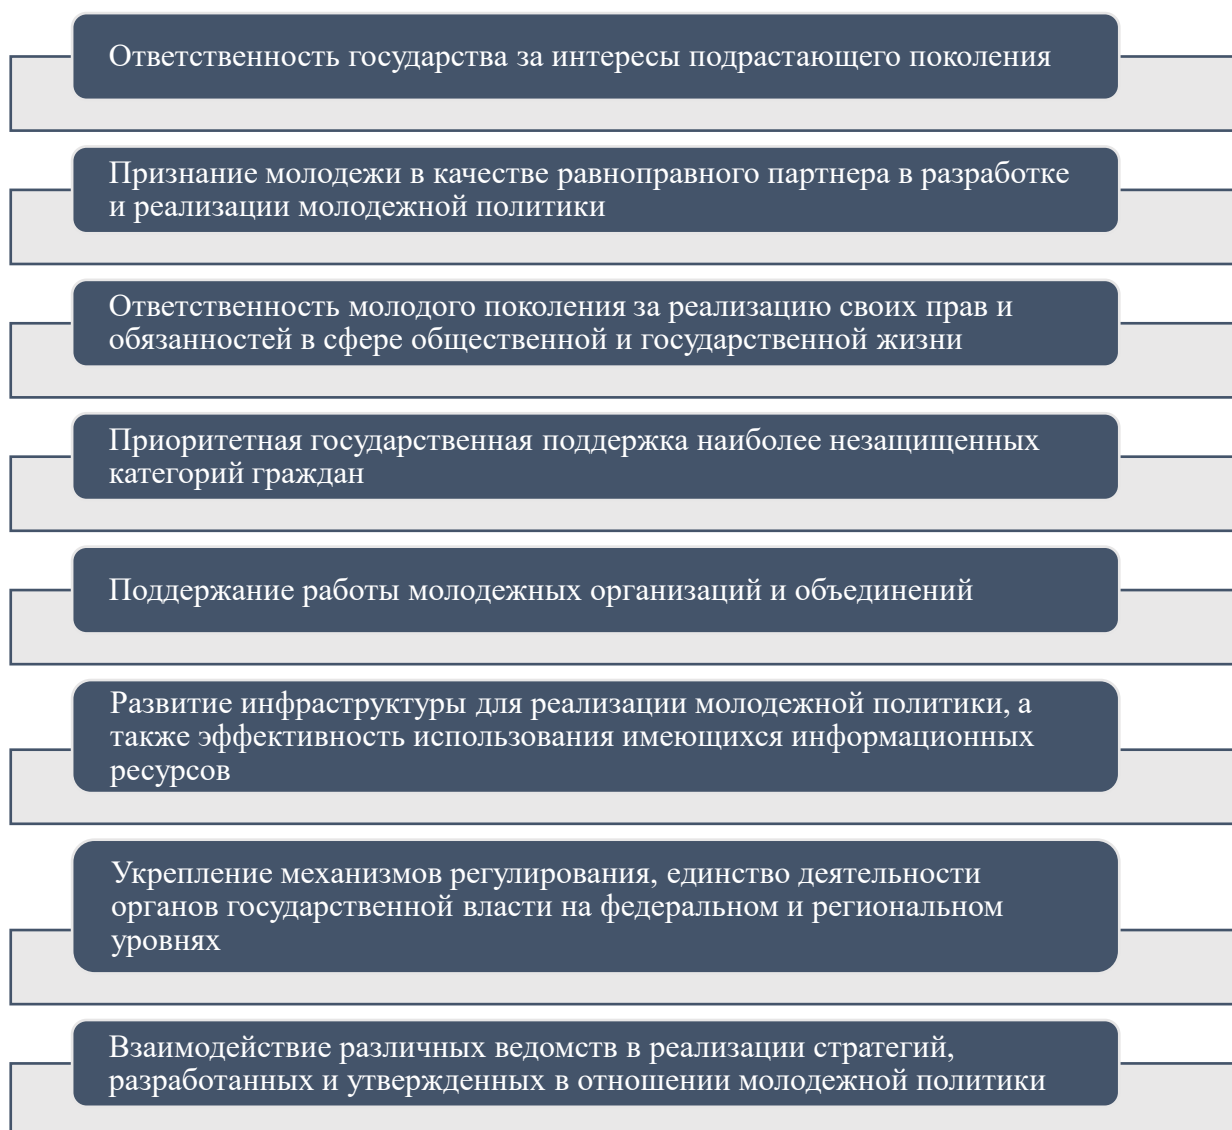 Ответственность государства за интересы подрастающего поколения
Признание молодежи в качестве равноправного партнера в разработке
и реализации молодежной политики
Ответственность молодого поколения за реализацию своих прав и
обязанностей в сфере общественной и государственной жизни
Приоритетная государственная поддержка наиболее незащищенных
категорий граждан
Поддержание работы молодежных организаций и объединений
Развитие инфраструктуры для реализации молодежной политики, а
также эффективность использования имеющихся информационных
ресурсов
Укрепление механизмов регулирования, единство деятельности
органов государственной власти на федеральном и региональном
уровнях
Взаимодействие различных ведомств в реализации стратегий,
разработанных и утвержденных в отношении молодежной политики